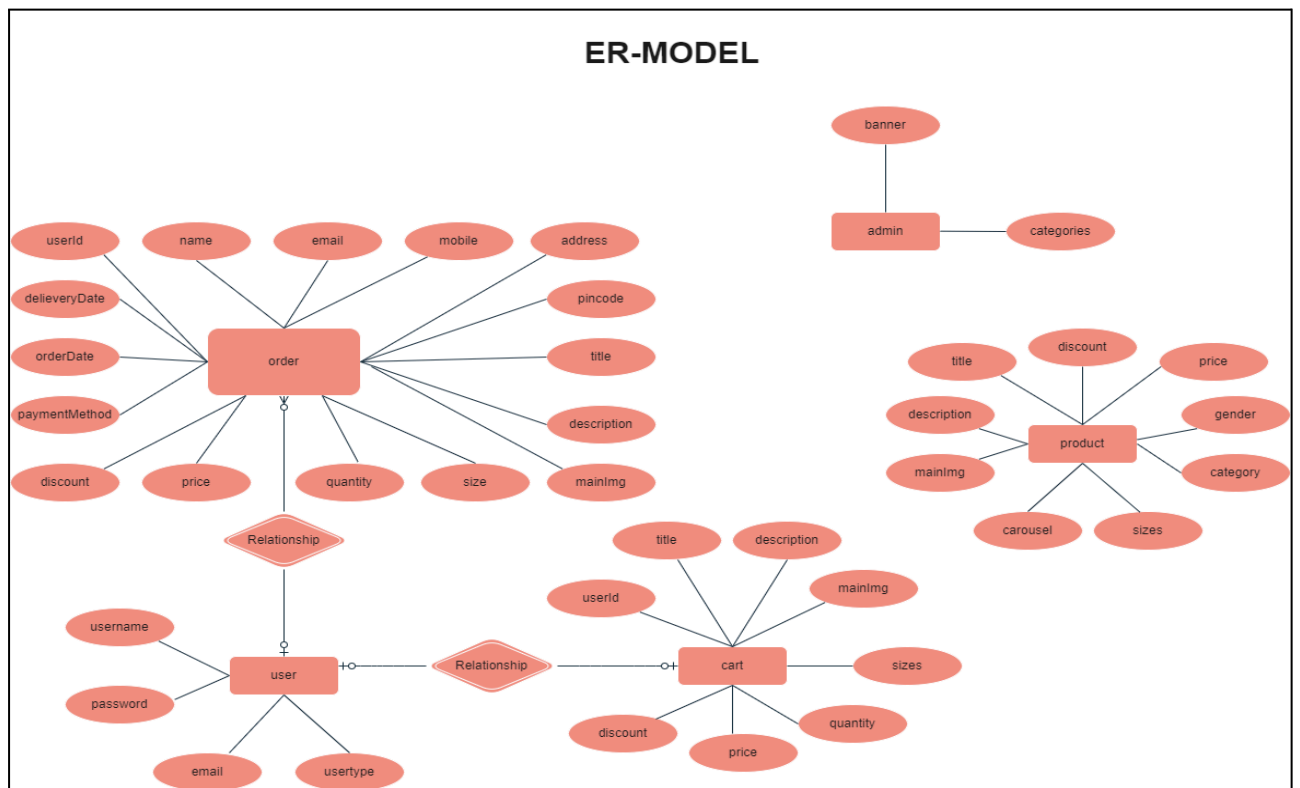 ER-MODEL
banner
admin
categories
userId
name
email
mobile
address
delieveryDate
pincode
orderDate
order
title
paymentMethod
description
discount
price
quantity
size
mainImg
discount
title
price
description
gender
product
mainImg
category
carousel
sizes
Relationship
title
description
userId
mainImg
username
user
password
email
usertype
Relationship
cart
sizes
discount
quantity
price